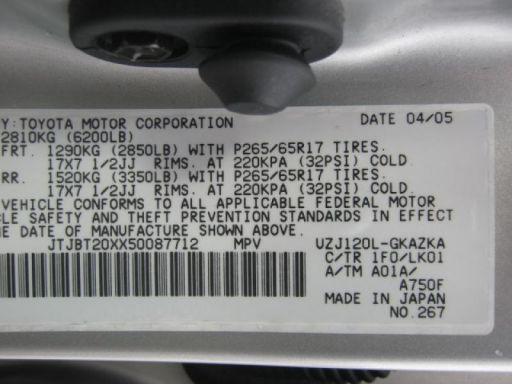 Y: TOYOTA MOTOR CORPORATION DATE 04/05
2810KG (6200LB)
FRT. 1290KG (2850LB) WITH P265/65R17 TIRES.
17X7 1/2JJ RIMS. AT 220KPA (32PSI) COLD.
RR. 1520KG (3350LB) WITH P265/65R17 TIRES.
17X7 1/2JJ RIMS. AT 220KPA (32PSI) COLD.
VEHICLE CONFORMS TO ALL APPLICABLE FEDERAL MOTOR
CLE SAFETY AND THEFT PREVENTION STANDARDS IN EFFECT
HE DATE OF MANUFACTURE SHOWN ABOVE.
JTJBT20XX50087712 MPV UZJ120L-GKAZKA
C/TR 1F0/LK01
A/TM A01A/
A750F
MADE IN JAPAN
NO.267